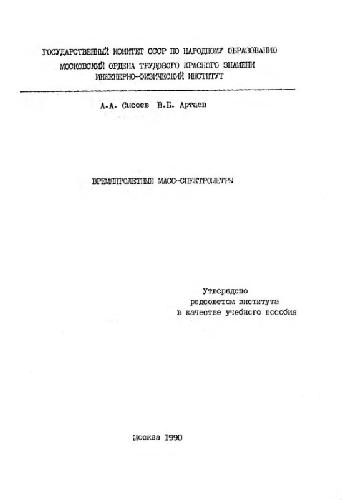 ГОСУДАРСТВЕННЫЙ КОМИТЕТ СССР ПО НАРОДНОМУ ОБРАЗОВАНИЮ
МОСКОВСКИЙ ОРДЕНА ТРУДОВОГО КРАСНОГО ЗНАМЕНИ
ИНЖЕНЕРНО-ФИЗИЧЕСКИЙ ИНСТИТУТ
А.А. Сысоев В.Б. Артаев
ВРЕМЯПРОЛЕТНЫЕ МАСС-СПЕКТРОМЕТРЫ
Утверждено
редсоветом института
в качестве учебного пособия
Москва 1990